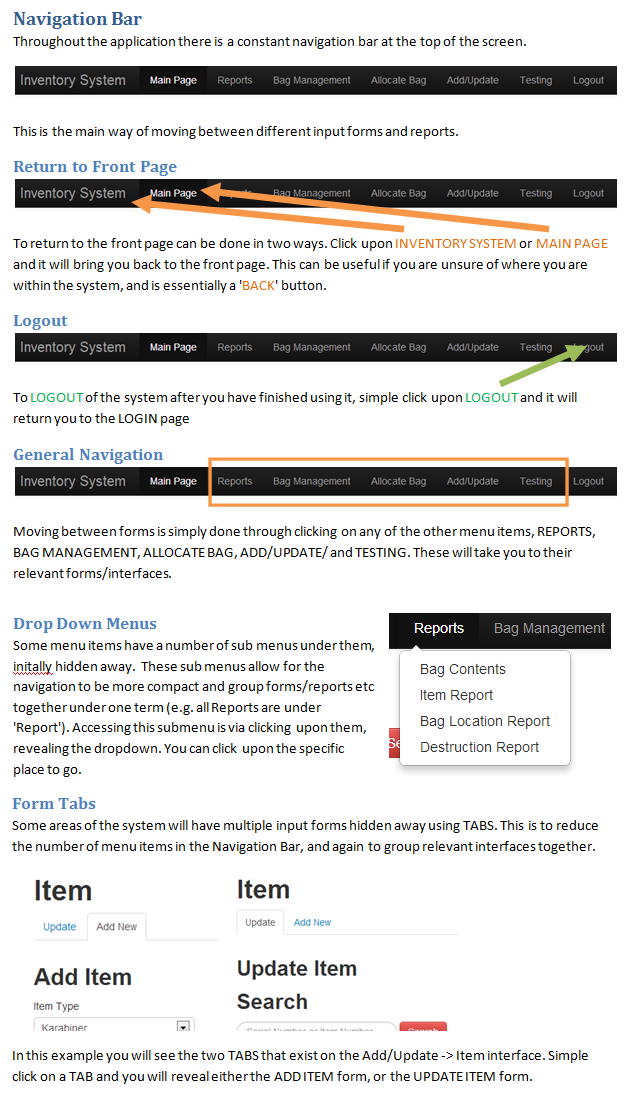 Navigation Bar
Throughout the application there is a constant navigation bar at the top of the screen.
Inventory System Main Page Reports Bag Management Allocate Bag Add/Update Testing Logout
This is the main way of moving between different input forms and reports.
Return to Front Page
Inventory System Main Page Reports Bag Management Allocate Bag Add/Update Testing Logout
To return to the front page can be done in two ways. Click upon INVENTORY SYSTEM or MAIN PAGE
and it will bring you back to the front page. This can be useful if you are unsure of where you are
within the system, and is essentially a 'BACK' button.
Logout
Inventory System Main Page Reports Bag Management Allocate Bag Add/Update Testing Logout
To LOGOUT of the system after you have finished using it, simple click upon LOGOUT and it will
return you to the LOGIN page
General Navigation
Inventory System Main Page Reports Bag Management Allocate Bag Add/Update Testing Logout
Moving between forms is simply done through clicking on any of the other menu items, REPORTS,
BAG MANAGEMENT, ALLOCATE BAG, ADD/UPDATE/ and TESTING. These will take you to their
relevant forms/interfaces.
Drop Down Menus
Some menu items have a number of sub menus under them,
initally hidden away. These sub menus allow for the
navigation to be more compact and group forms/reports etc
together under one term (e.g. all Reports are under
'Report'). Accessing this submenu is via clicking upon them,
revealing the dropdown. You can click upon the specific
place to go.
Reports Bag Management
Bag Contents
Item Report
Bag Location Report
Destruction Report
Se
Form Tabs
Some areas of the system will have multiple input forms hidden away using TABS. This is to reduce
the number of menu items in the Navigation Bar, and again to group relevant interfaces together.
Item
Update Add New
Add Item
Item Type
Karabiner
Item
Update Add New
Update Item
Search
Serial Number or Item Number Search
In this example you will see the two TABS that exist on the Add/Update -> Item interface. Simple
click on a TAB and you will reveal either the ADD ITEM form, or the UPDATE ITEM form.